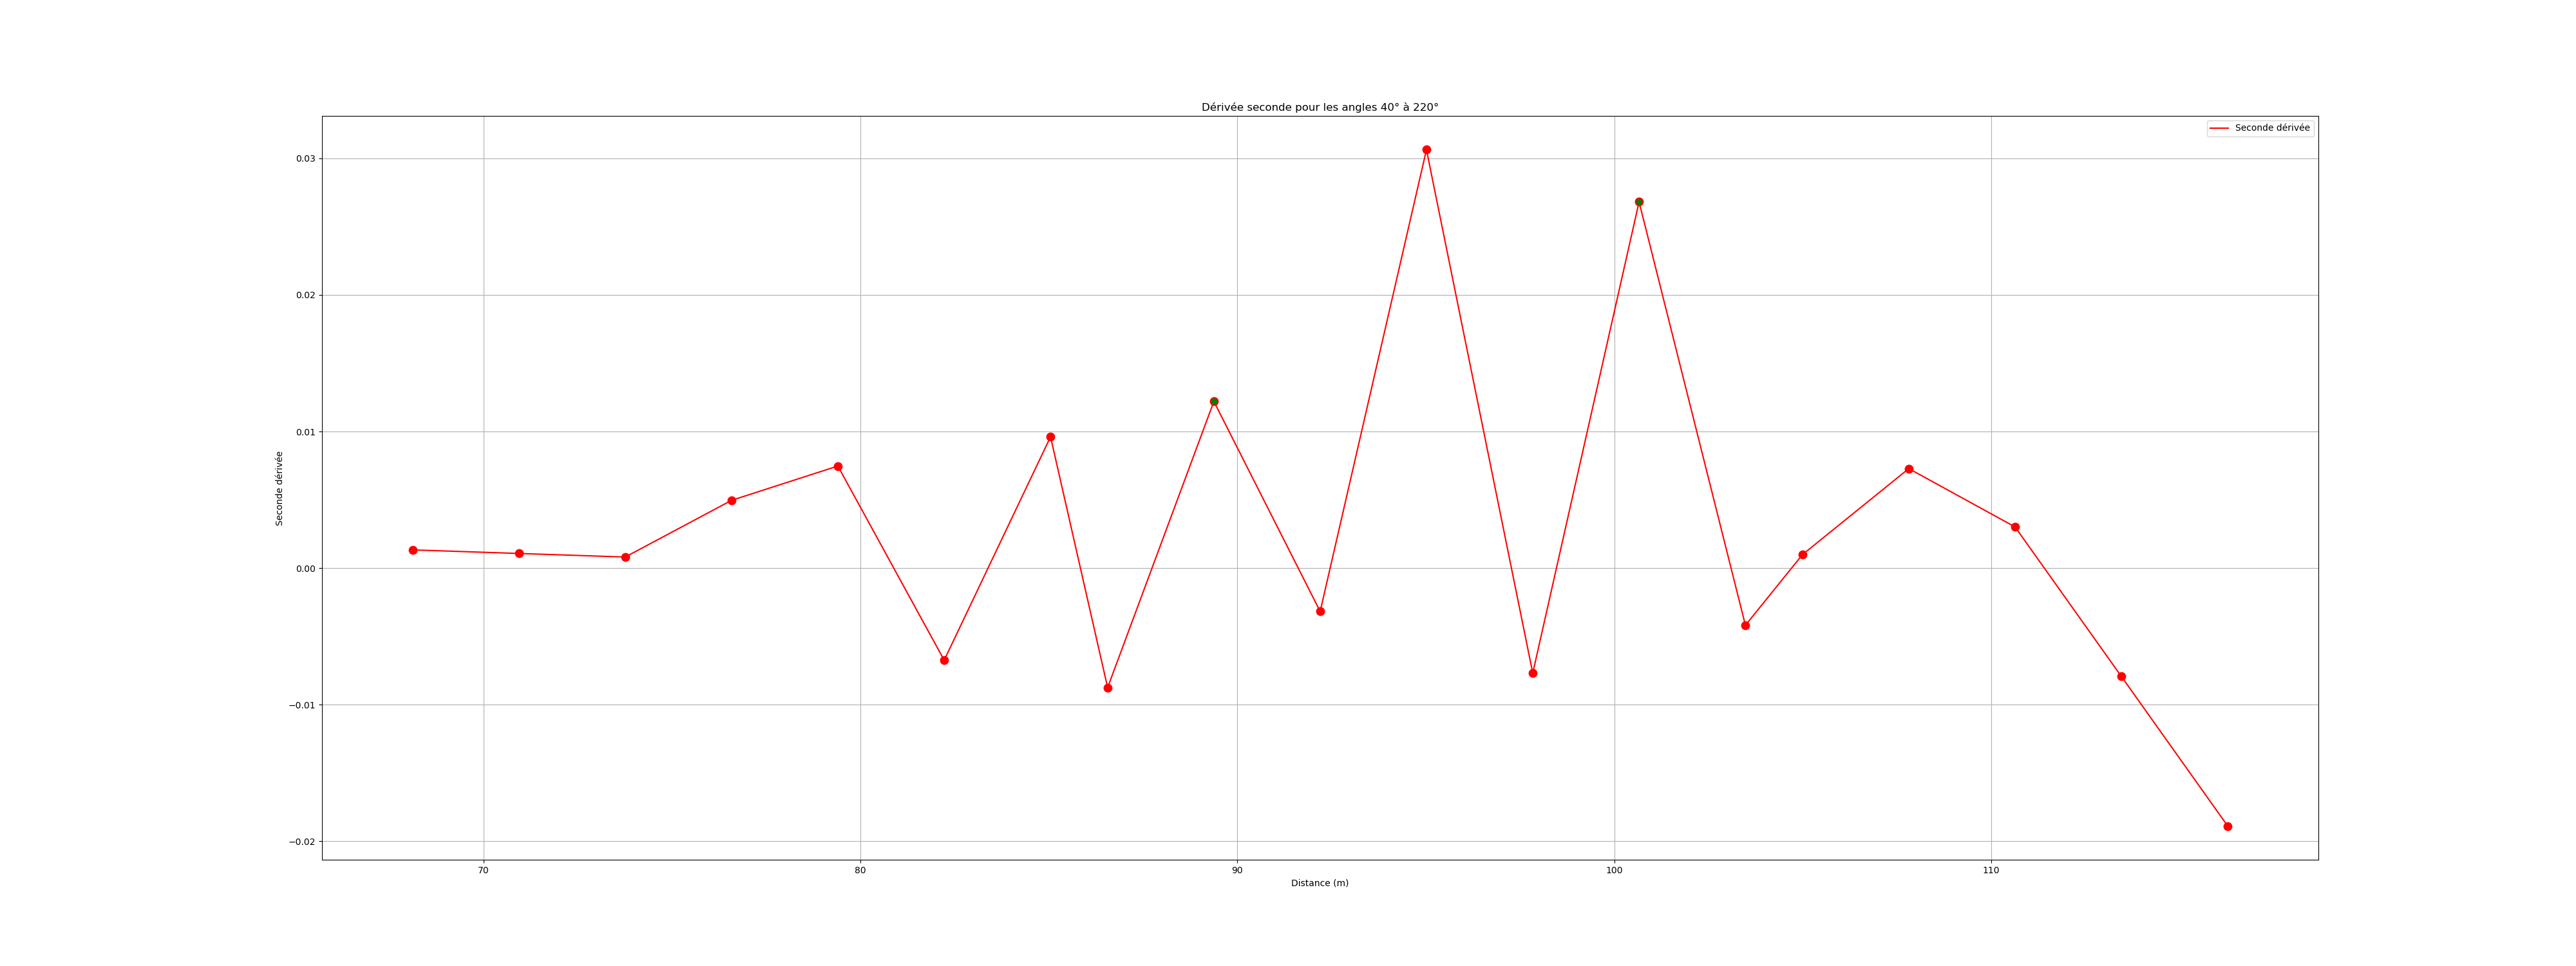 Dérivée seconde pour les angles 40° à 220°
Seconde dérivée
0.03
0.02
0.01
0.00
−0.01
−0.02
Seconde dérivée
70 80 90 100 110
Distance (m)